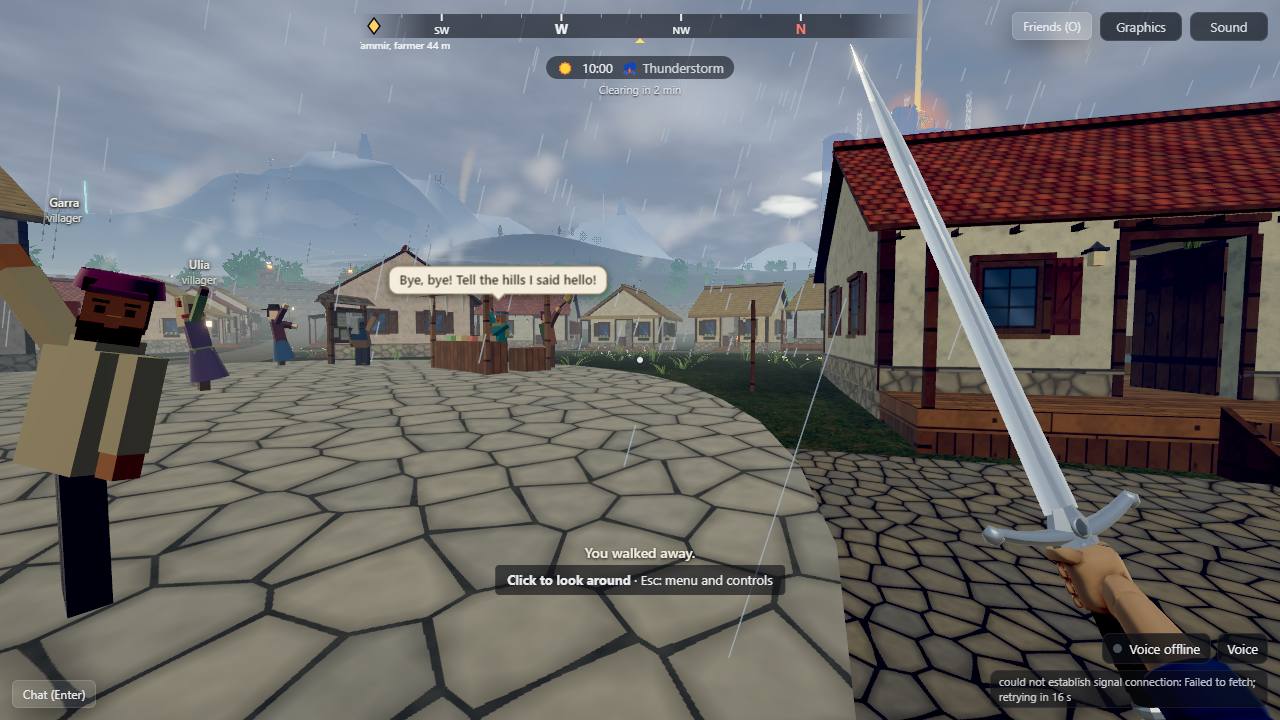 SW
W
NW
N
ammir, farmer 44 m
Friends (O)
Graphics
Sound
10:00
Thunderstorm
Clearing in 2 min
Garra
villager
Ulia
villager
Bye, bye! Tell the hills I said hello!
You walked away.
Click to look around · Esc: menu and controls
Voice offline
Voice
could not establish signal connection: Failed to fetch;
retrying in 16 s
Chat (Enter)